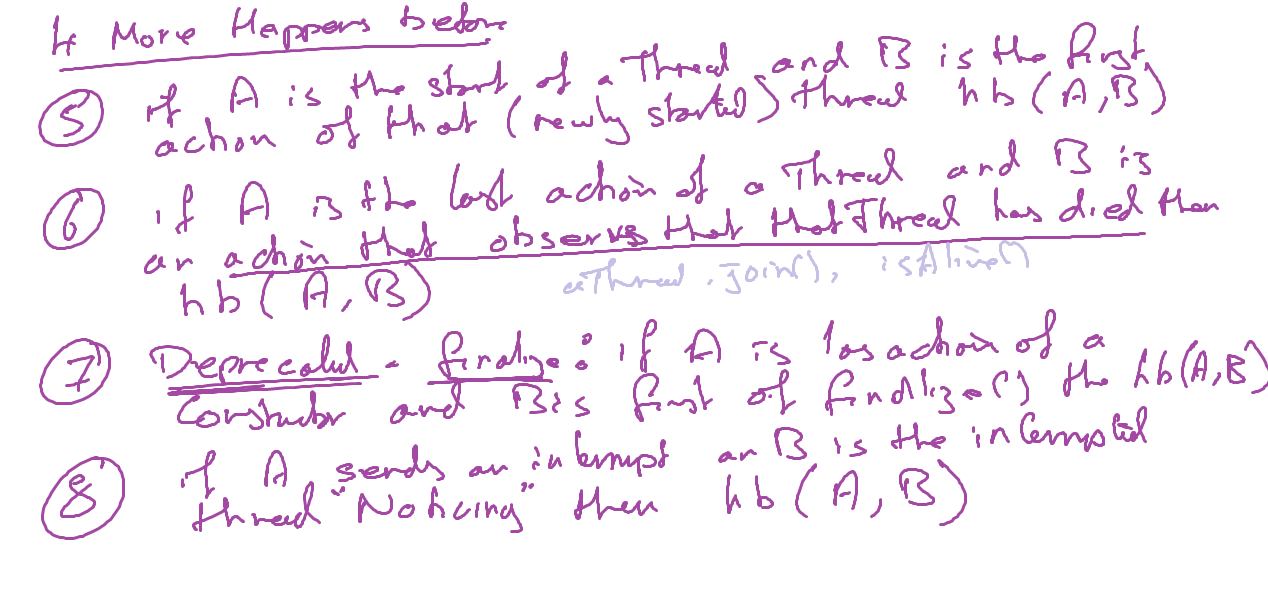 4 More Happens before
⑤ if A is the start of a Thread and B is the first
action of that (newly started) thread hb(A,B)
⑥ if A is the last action of a Thread and B is
an action that observes that that Thread has died then
aThread.join(), isAlive()
hb(A,B)
⑦ Deprecated - finalize: if A is las action of a
Constructor and B is first of finalize() the hb(A,B)
⑧ if A sends an interrupt an B is the interrupted
thread "Noticing" then hb(A,B)